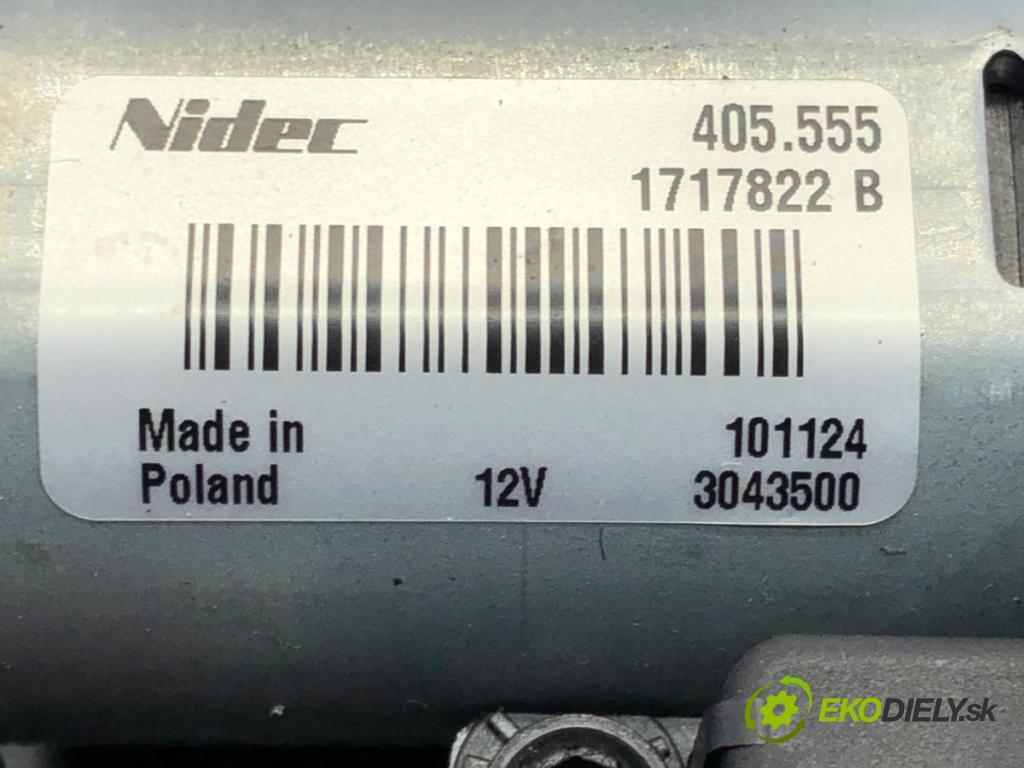 Nidec 405.555
1717822 B
Made in 101124
Poland 12V 3043500
EKODIELY.sk